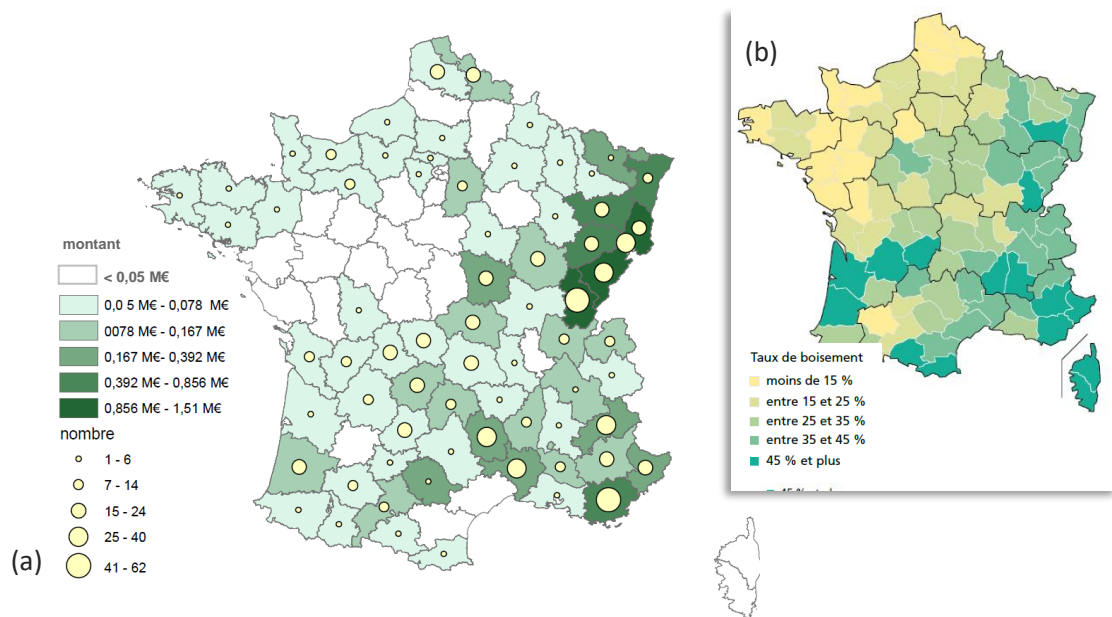 montant
< 0,05 M€
0,0 5 M€ - 0,078 M€
0078 M€ - 0,167 M€
0,167 M€- 0,392 M€
0,392 M€ - 0,856 M€
0,856 M€ - 1,51 M€
nombre
1 - 6
7 - 14
15 - 24
25 - 40
41 - 62
(a)
(b)
Taux de boisement
moins de 15 %
entre 15 et 25 %
entre 25 et 35 %
entre 35 et 45 %
45 % et plus